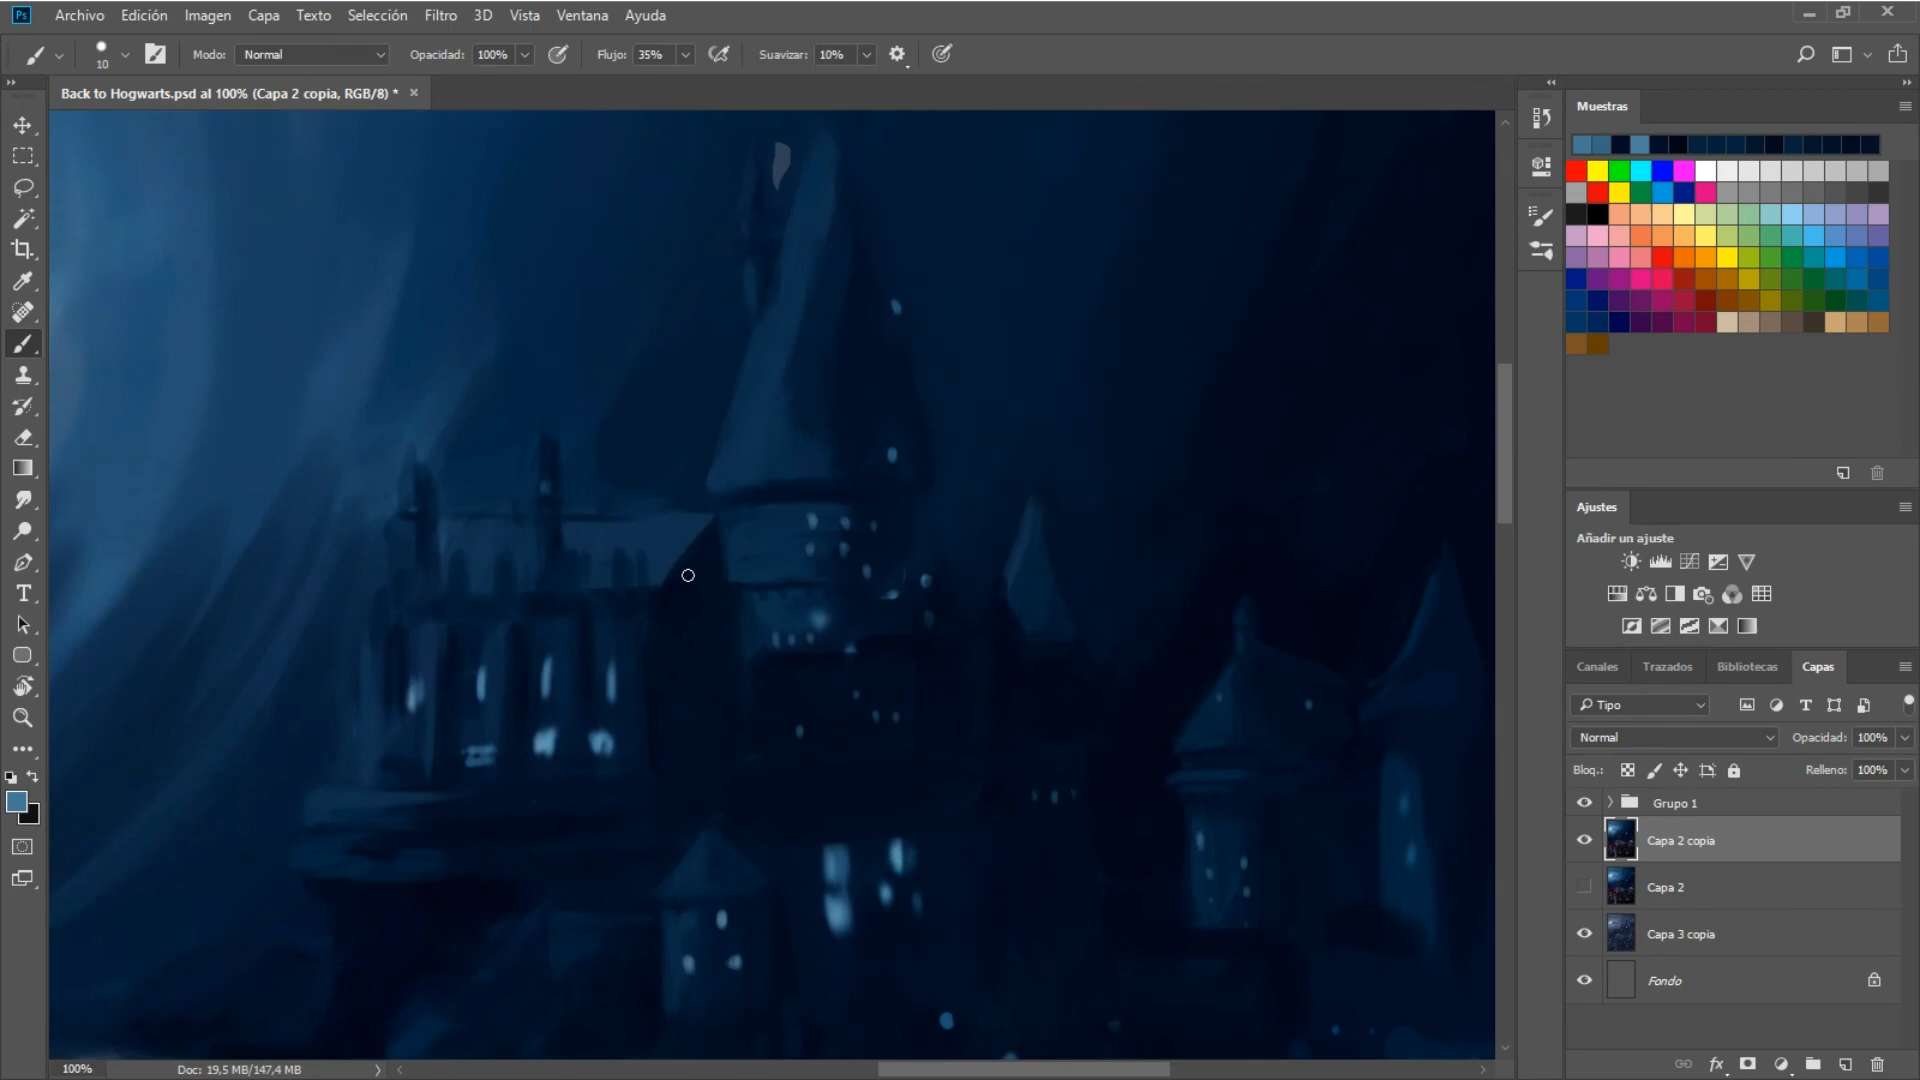 Ps Archivo Edición Imagen Capa Texto Selección Filtro 3D Vista Ventana Ayuda
10 Modo: Normal Opacidad: 100% Flujo: 35% Suavizar: 10%
Back to Hogwarts.psd al 100% (Capa 2 copia, RGB/8) *
Muestras
Ajustes
Añadir un ajuste
Canales Trazados Bibliotecas Capas
Tipo
Normal Opacidad: 100%
Bloq.: Relleno: 100%
Grupo 1
Capa 2 copia
Capa 2
Capa 3 copia
Fondo
fx
100% Doc: 19,5 MB/147,4 MB